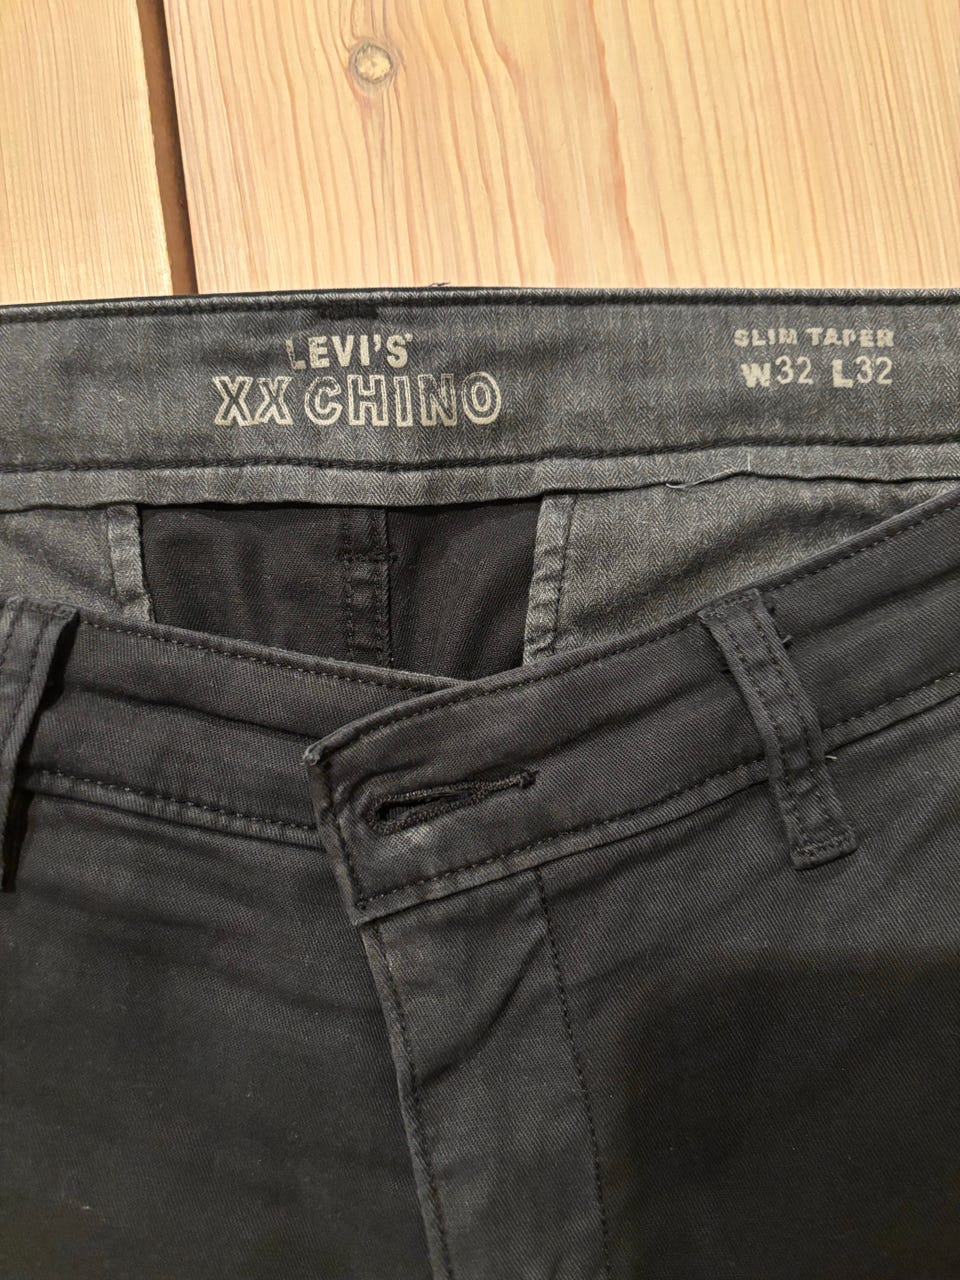 LEVI'S
XX CHINO
SLIM TAPER
W32 L32